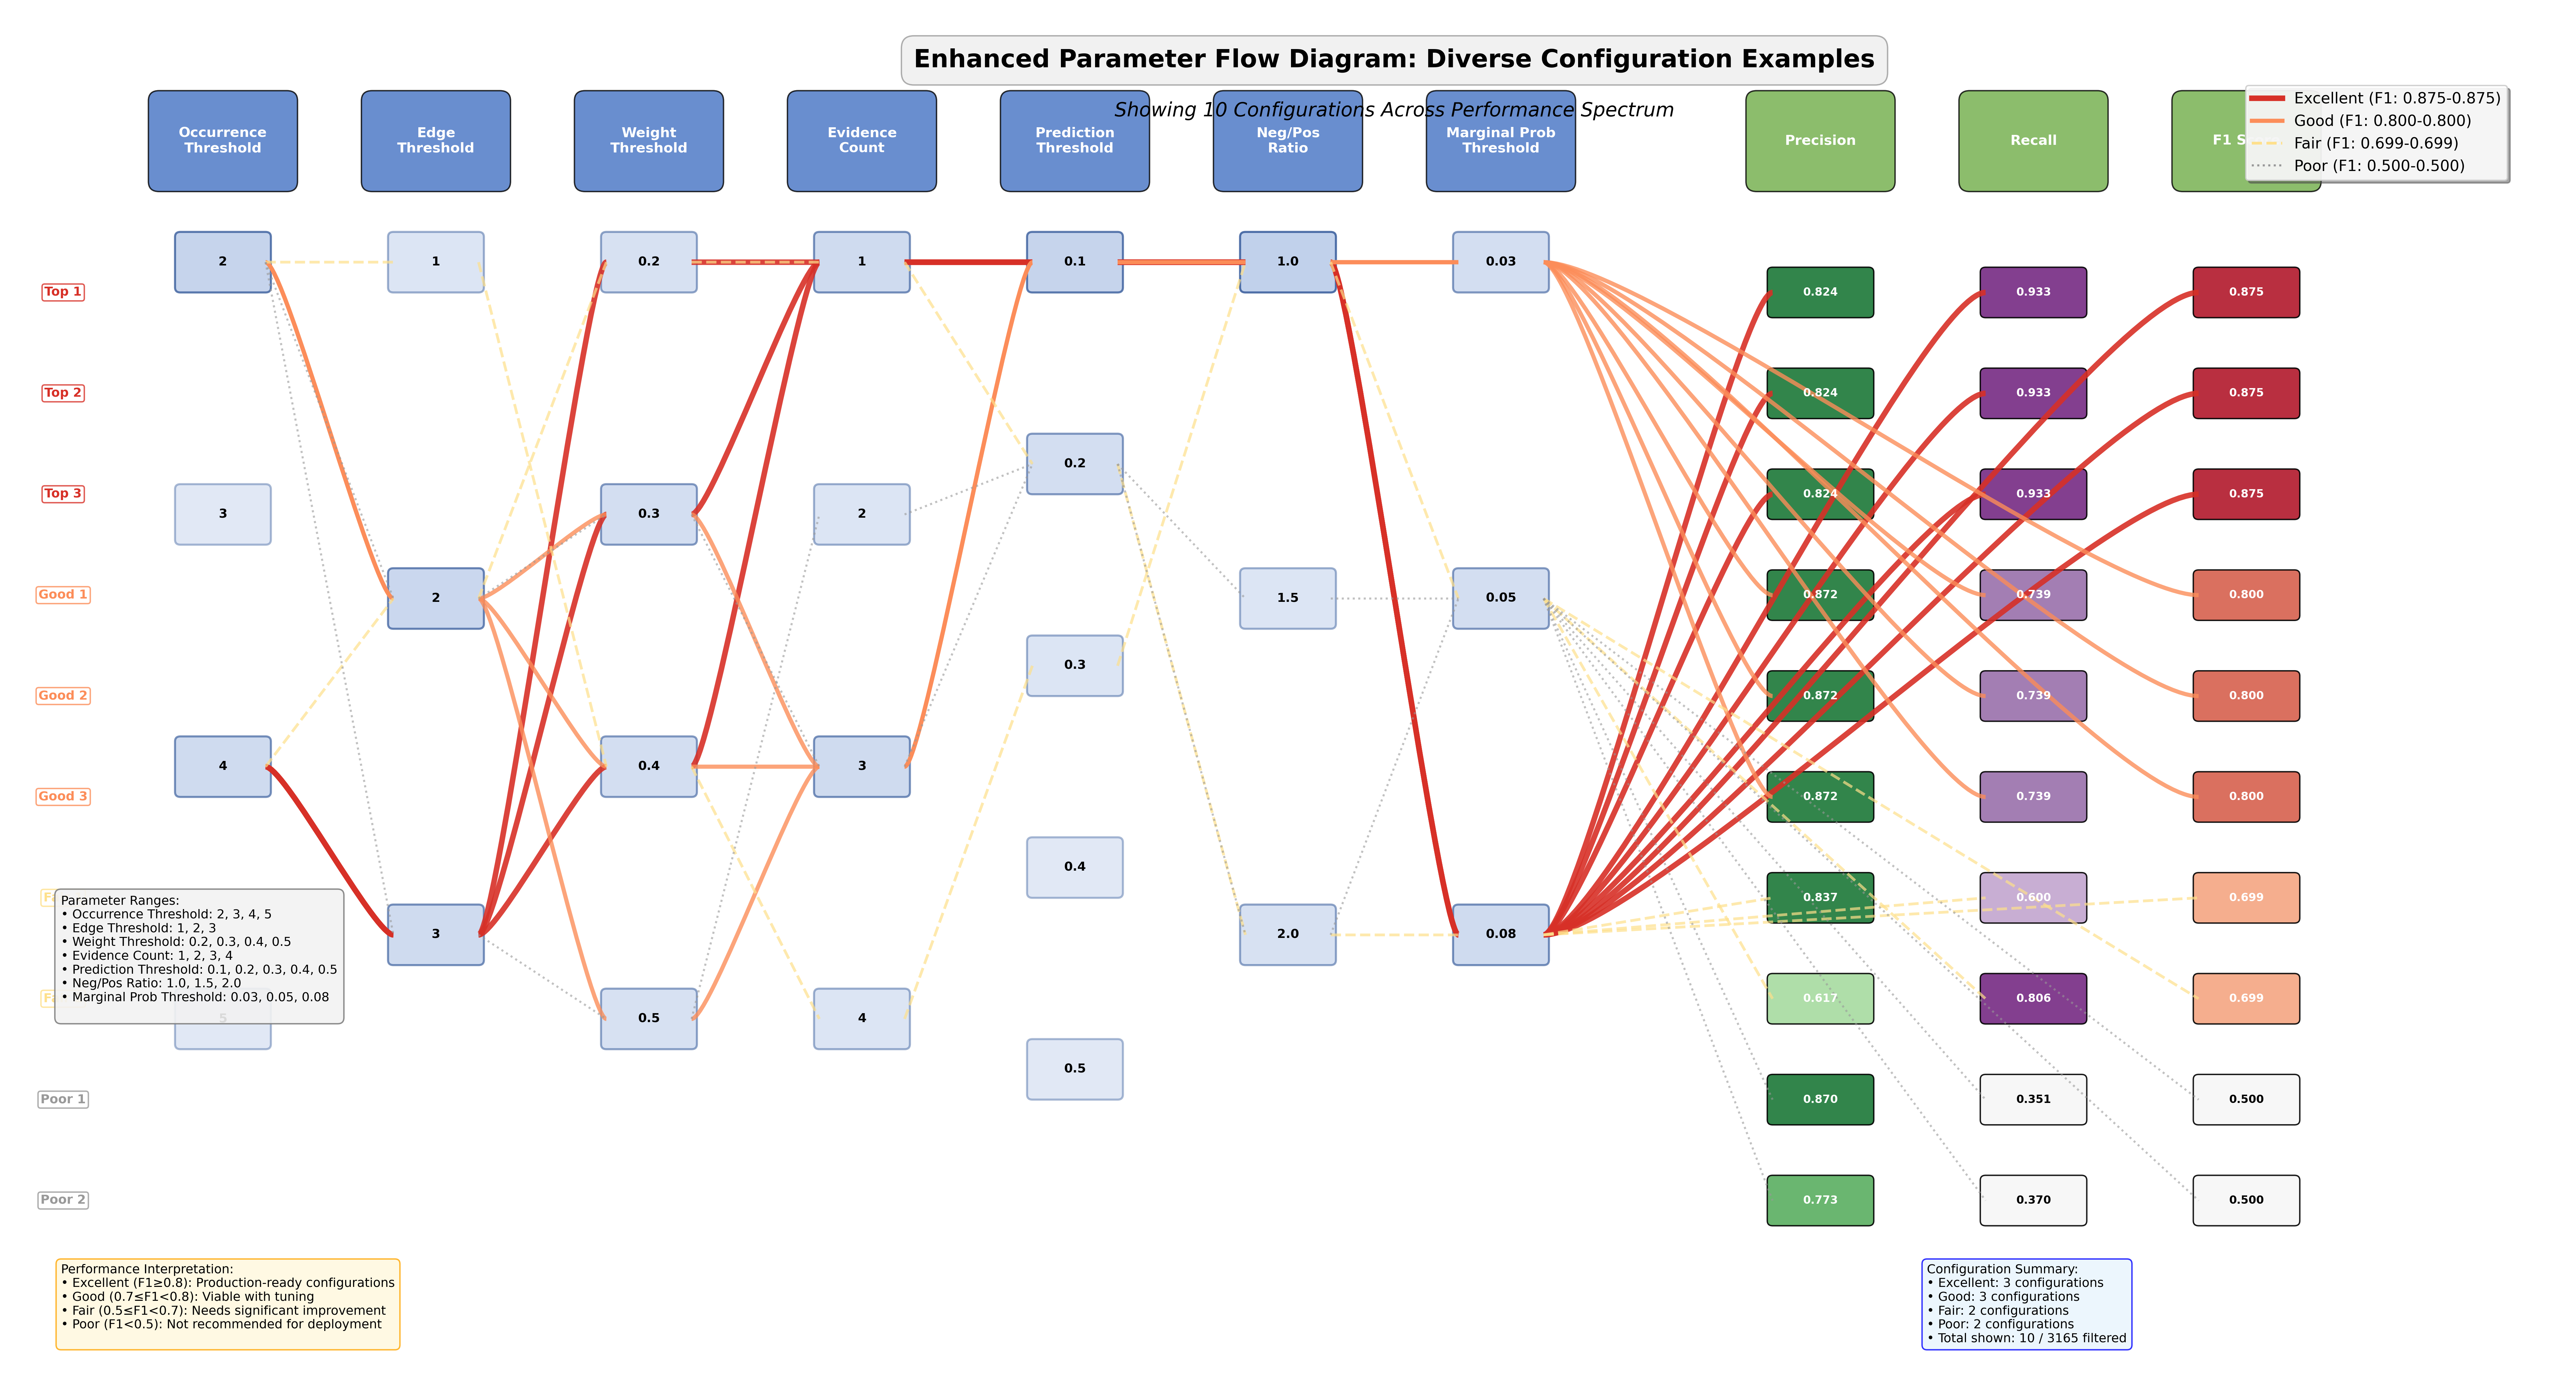 Enhanced Parameter Flow Diagram: Diverse Configuration Examples
Showing 10 Configurations Across Performance Spectrum
Occurrence
Threshold
Edge
Threshold
Weight
Threshold
Evidence
Count
Prediction
Threshold
Neg/Pos
Ratio
Marginal Prob
Threshold
Precision
Recall
F1 S
Excellent (F1: 0.875-0.875)
Good (F1: 0.800-0.800)
Fair (F1: 0.699-0.699)
Poor (F1: 0.500-0.500)
2
3
4
5
1
2
3
0.2
0.3
0.4
0.5
1
2
3
4
0.1
0.2
0.3
0.4
0.5
1.0
1.5
2.0
0.03
0.05
0.08
Top 1
0.824
0.933
0.875
Top 2
0.824
0.933
0.875
Top 3
0.824
0.933
0.875
Good 1
0.872
0.739
0.800
Good 2
0.872
0.739
0.800
Good 3
0.872
0.739
0.800
0.837
0.600
0.699
0.617
0.806
0.699
Poor 1
0.870
0.351
0.500
Poor 2
0.773
0.370
0.500
Parameter Ranges:
• Occurrence Threshold: 2, 3, 4, 5
• Edge Threshold: 1, 2, 3
• Weight Threshold: 0.2, 0.3, 0.4, 0.5
• Evidence Count: 1, 2, 3, 4
• Prediction Threshold: 0.1, 0.2, 0.3, 0.4, 0.5
• Neg/Pos Ratio: 1.0, 1.5, 2.0
• Marginal Prob Threshold: 0.03, 0.05, 0.08
Performance Interpretation:
• Excellent (F1≥0.8): Production-ready configurations
• Good (0.7≤F1<0.8): Viable with tuning
• Fair (0.5≤F1<0.7): Needs significant improvement
• Poor (F1<0.5): Not recommended for deployment
Configuration Summary:
• Excellent: 3 configurations
• Good: 3 configurations
• Fair: 2 configurations
• Poor: 2 configurations
• Total shown: 10 / 3165 filtered